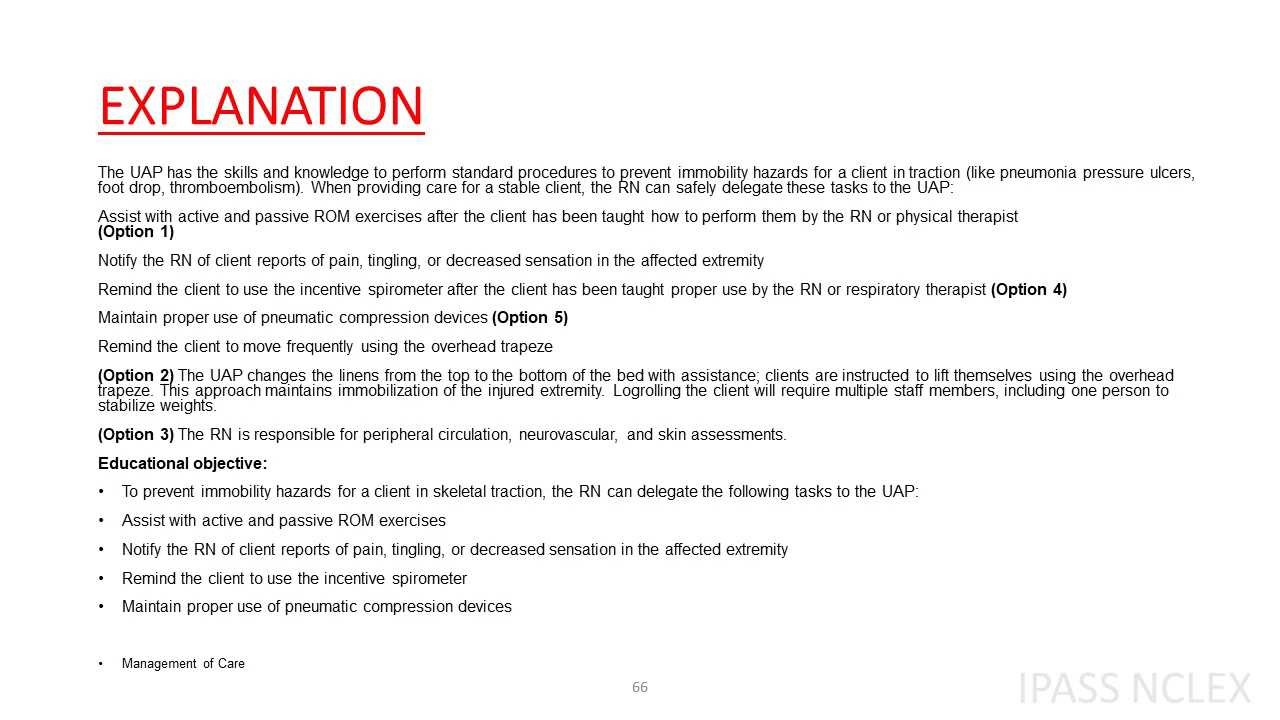 EXPLANATION
The UAP has the skills and knowledge to perform standard procedures to prevent immobility hazards for a client in traction (like pneumonia pressure ulcers,
foot drop, thromboembolism). When providing care for a stable client, the RN can safely delegate these tasks to the UAP:
Assist with active and passive ROM exercises after the client has been taught how to perform them by the RN or physical therapist
(Option 1)
Notify the RN of client reports of pain, tingling, or decreased sensation in the affected extremity
Remind the client to use the incentive spirometer after the client has been taught proper use by the RN or respiratory therapist (Option 4)
Maintain proper use of pneumatic compression devices (Option 5)
Remind the client to move frequently using the overhead trapeze
(Option 2) The UAP changes the linens from the top to the bottom of the bed with assistance; clients are instructed to lift themselves using the overhead
trapeze. This approach maintains immobilization of the injured extremity. Logrolling the client will require multiple staff members, including one person to
stabilize weights.
(Option 3) The RN is responsible for peripheral circulation, neurovascular, and skin assessments.
Educational objective:
• To prevent immobility hazards for a client in skeletal traction, the RN can delegate the following tasks to the UAP:
• Assist with active and passive ROM exercises
• Notify the RN of client reports of pain, tingling, or decreased sensation in the affected extremity
• Remind the client to use the incentive spirometer
• Maintain proper use of pneumatic compression devices
• Management of Care
66
IPASS NCLEX